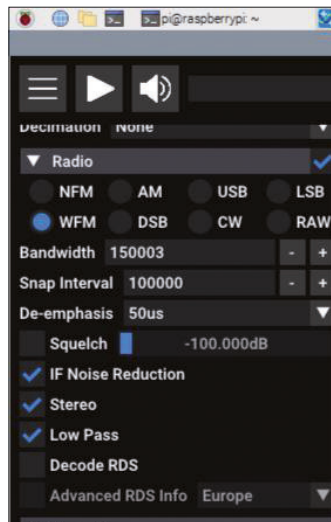 pi@raspberrypi: ~
Decimation None
Radio
NFM AM USB LSB
WFM DSB CW RAW
Bandwidth 150003 - +
Snap Interval 100000 - +
De-emphasis 50us
Squelch -100.000dB
IF Noise Reduction
Stereo
Low Pass
Decode RDS
Advanced RDS Info Europe